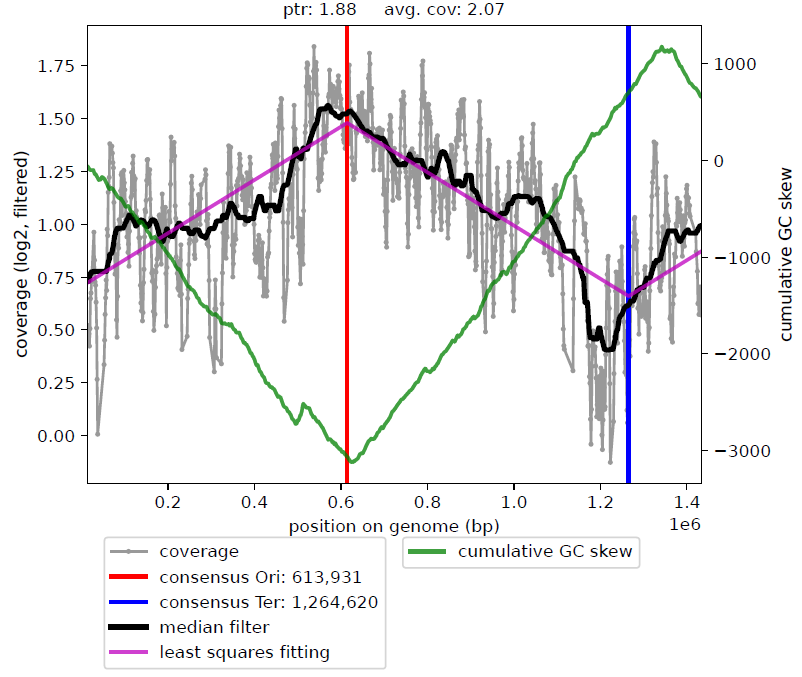 ptr: 1.88 avg. cov: 2.07
coverage (log2, filtered)
1.75
1.50
1.25
1.00
0.75
0.50
0.25
0.00
1000
0
−1000
−2000
−3000
cumulative GC skew
0.2 0.4 0.6 0.8 1.0 1.2 1.4
1e6
position on genome (bp)
coverage
consensus Ori: 613,931
consensus Ter: 1,264,620
median filter
least squares fitting
cumulative GC skew